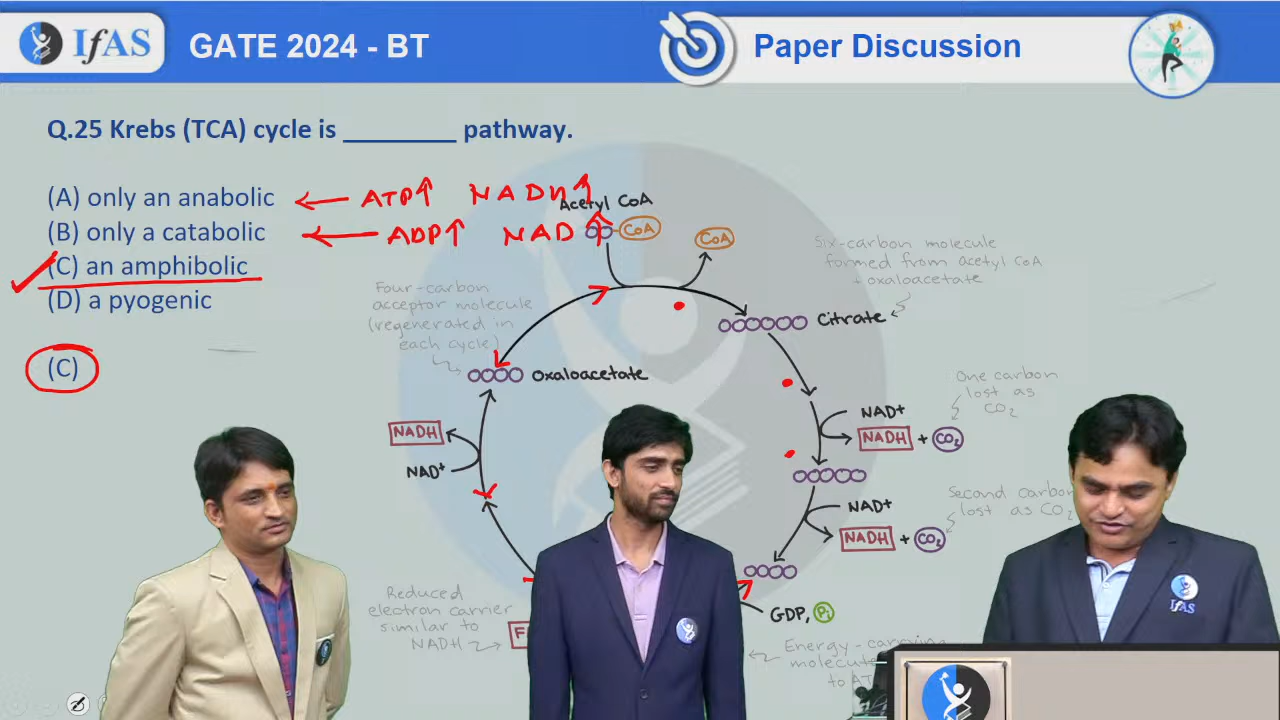 IfAS
GATE 2024 - BT
Paper Discussion
Q.25 Krebs (TCA) cycle is ________ pathway.
(A) only an anabolic
ATP↑ NADH↑
(B) only a catabolic
ADP↑ NAD↑
(C) an amphibolic
(D) a pyogenic
(C)
Acetyl CoA
CoA
CoA
Six-carbon molecule
formed from acetyl CoA
+ oxaloacetate
Four-carbon
acceptor molecule
(regenerated in
each cycle)
Citrate
Oxaloacetate
One carbon
lost as
CO2
NAD+
NADH + CO2
NADH
NAD+
Second carbon
lost as CO2
NAD+
NADH + CO2
Reduced
electron carrier
similar to
NADH
GDP, Pi
Energy-carrying
IfAS